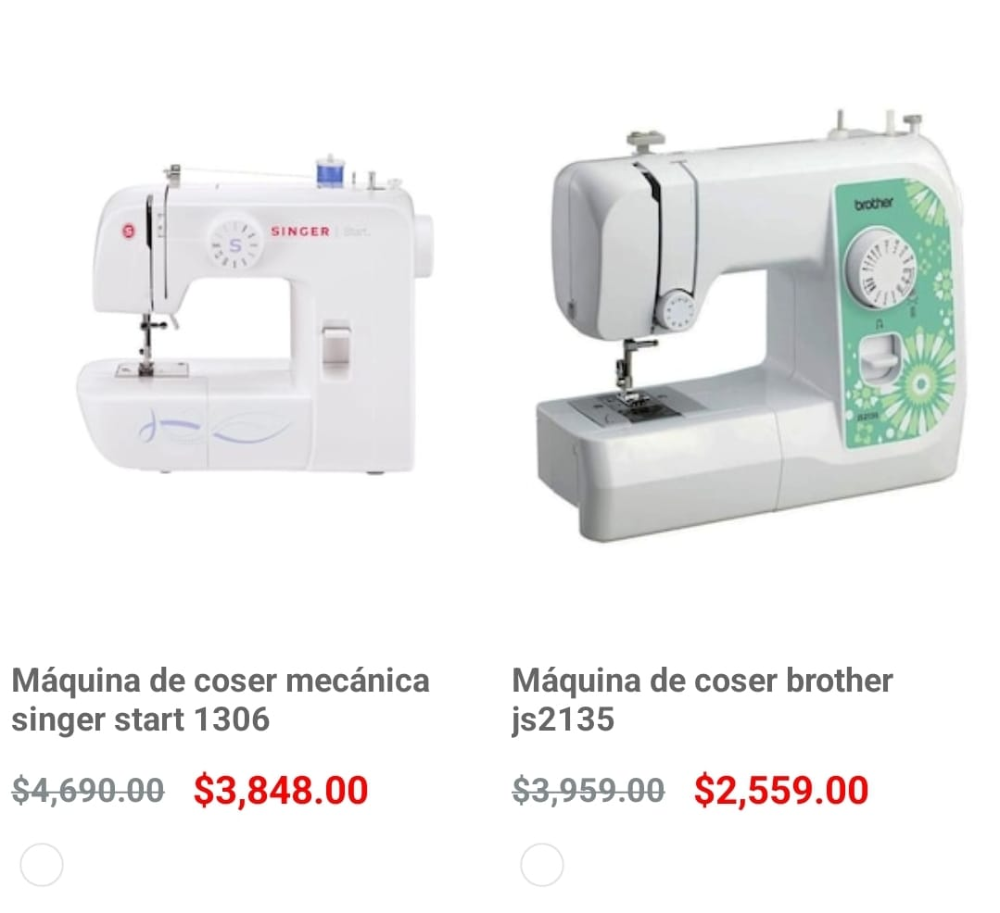 S
SINGER | Start.
S
brother
JS2135
Máquina de coser mecánica
singer start 1306
$4,690.00 $3,848.00
Máquina de coser brother
js2135
$3,959.00 $2,559.00